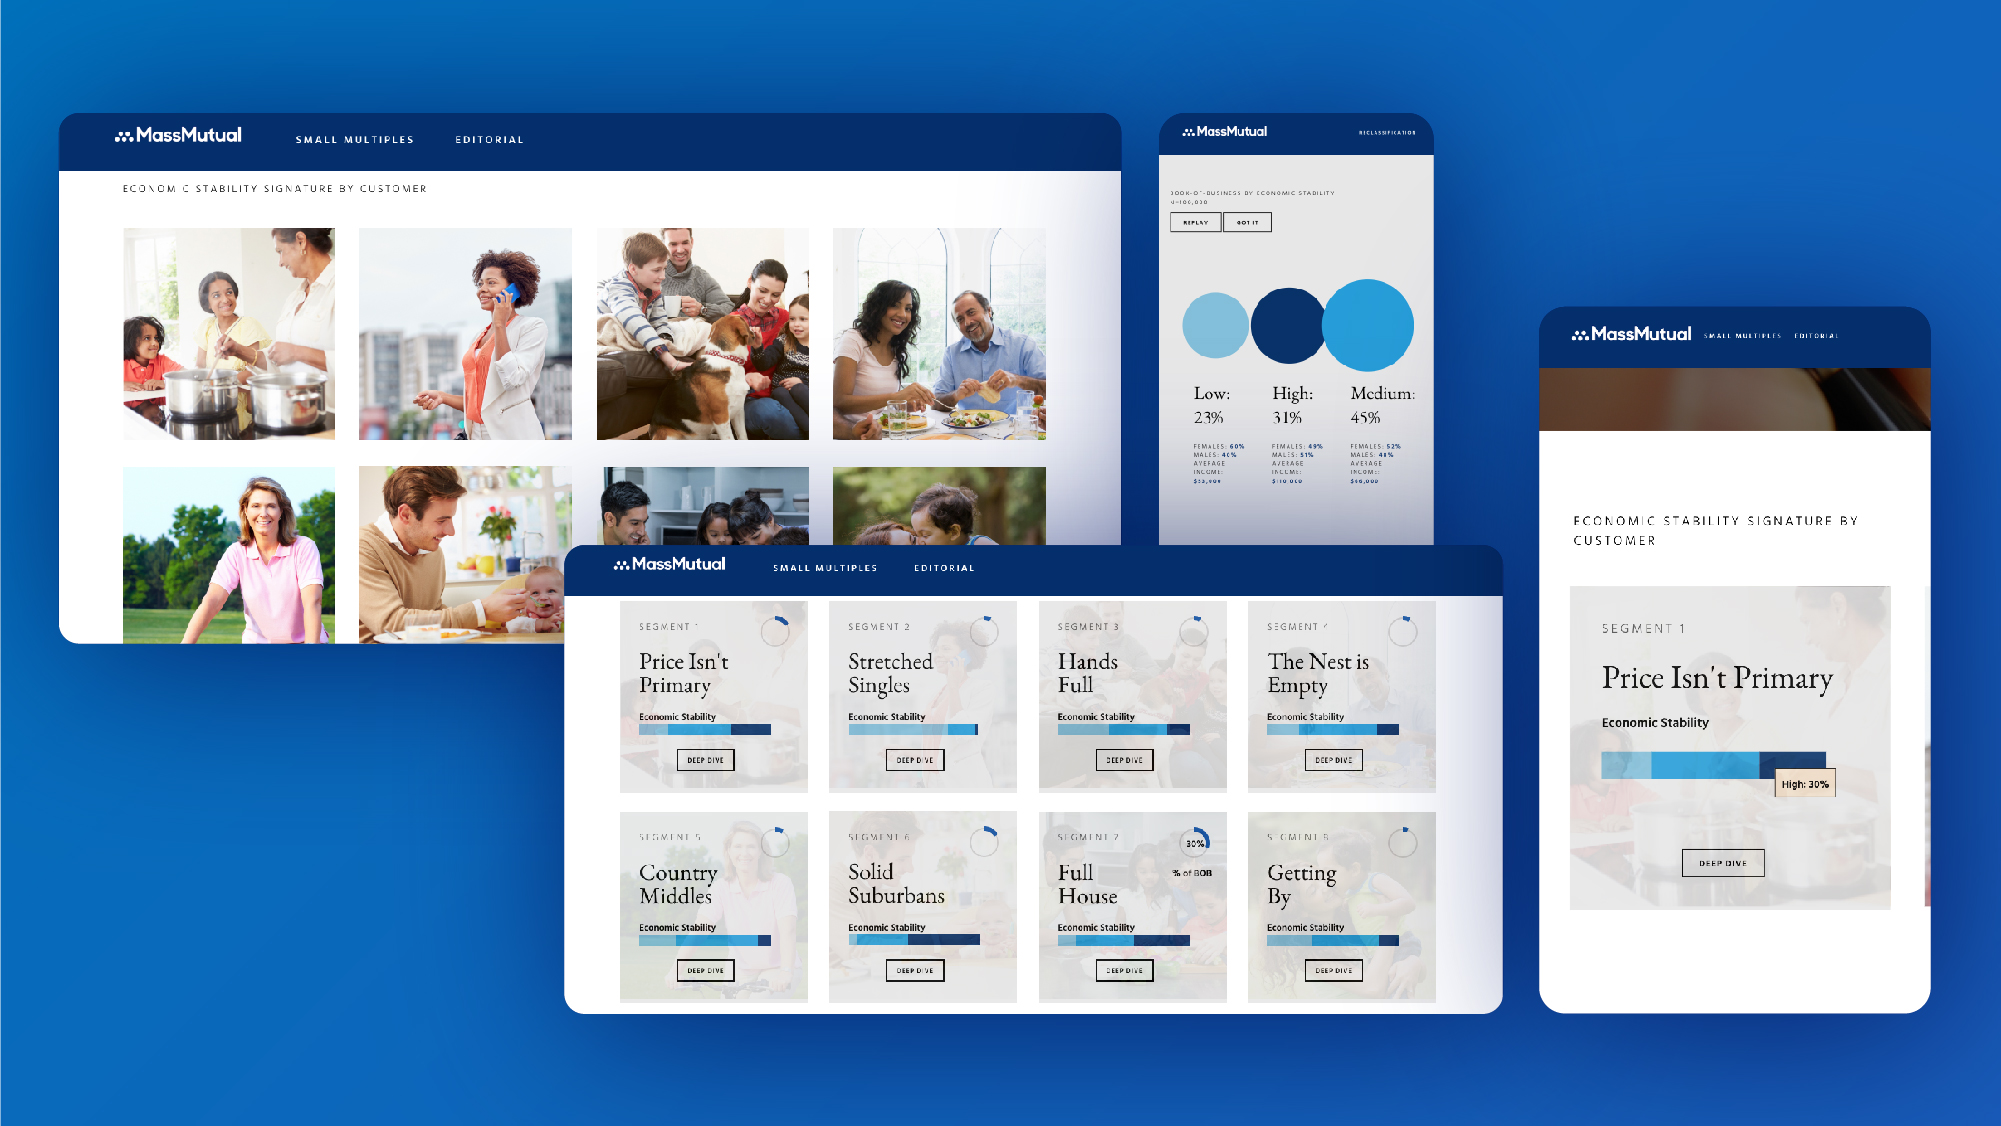 MassMutual
SMALL MULTIPLES
EDITORIAL
ECONOMIC STABILITY SIGNATURE BY CUSTOMER
MassMutual
RECLASSIFICATION
BOOK-OF-BUSINESS BY ECONOMIC STABILITY
N=100,000
REPLAY
GOT IT
Low:
23%
FEMALES: 60%
MALES: 40%
AVERAGE
INCOME:
High:
31%
FEMALES: 49%
MALES: 51%
AVERAGE
INCOME:
Medium:
45%
FEMALES: 52%
MALES: 48%
AVERAGE
INCOME:
MassMutual
SMALL MULTIPLES
EDITORIAL
SEGMENT 1
Price Isn't
Primary
Economic Stability
DEEP DIVE
SEGMENT 2
Stretched
Singles
Economic Stability
DEEP DIVE
SEGMENT 3
Hands
Full
Economic Stability
DEEP DIVE
SEGMENT 4
The Nest is
Empty
Economic Stability
DEEP DIVE
SEGMENT 5
Country
Middles
Economic Stability
DEEP DIVE
SEGMENT 6
Solid
Suburbans
Economic Stability
DEEP DIVE
SEGMENT 7
30%
% of BOB
Full
House
Economic Stability
DEEP DIVE
SEGMENT 8
Getting
By
Economic Stability
DEEP DIVE
MassMutual
SMALL MULTIPLES
EDITORIAL
ECONOMIC STABILITY SIGNATURE BY
CUSTOMER
SEGMENT 1
Price Isn't Primary
Economic Stability
High: 30%
DEEP DIVE